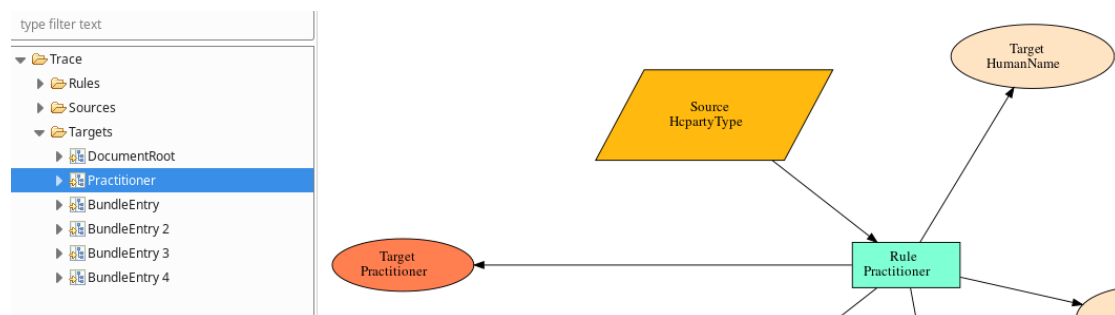 type filter text
Trace
Rules
Sources
Targets
DocumentRoot
Practitioner
BundleEntry
BundleEntry 2
BundleEntry 3
BundleEntry 4
Target
HumanName
Source
HcpartyType
Target
Practitioner
Rule
Practitioner